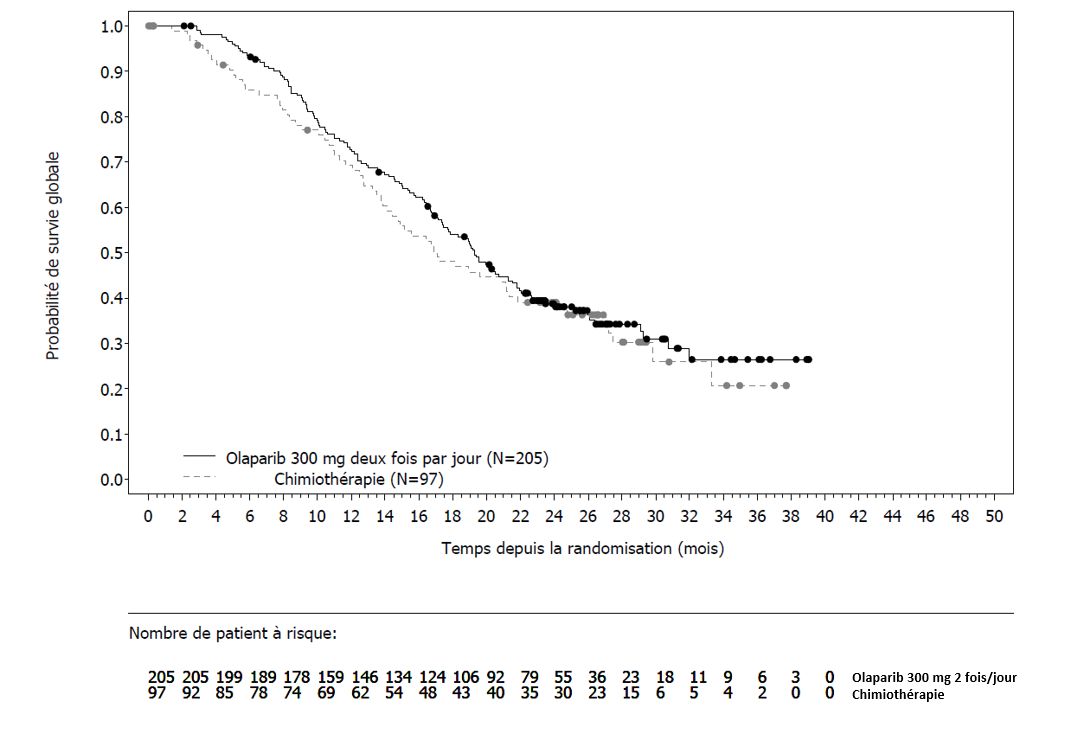 Probabilité de survie globale
1.0
0.9
0.8
0.7
0.6
0.5
0.4
0.3
0.2
0.1
0.0
Olaparib 300 mg deux fois par jour (N=205)
Chimiothérapie (N=97)
0 2 4 6 8 10 12 14 16 18 20 22 24 26 28 30 32 34 36 38 40 42 44 46 48 50
Temps depuis la randomisation (mois)
Nombre de patient à risque:
205 205 199 189 178 159 146 134 124 106 92 79 55 36 23 18 11 9 6 3 0 Olaparib 300 mg 2 fois/jour
97 92 85 78 74 69 62 54 48 43 40 35 30 23 15 6 5 4 2 0 0 Chimiothérapie